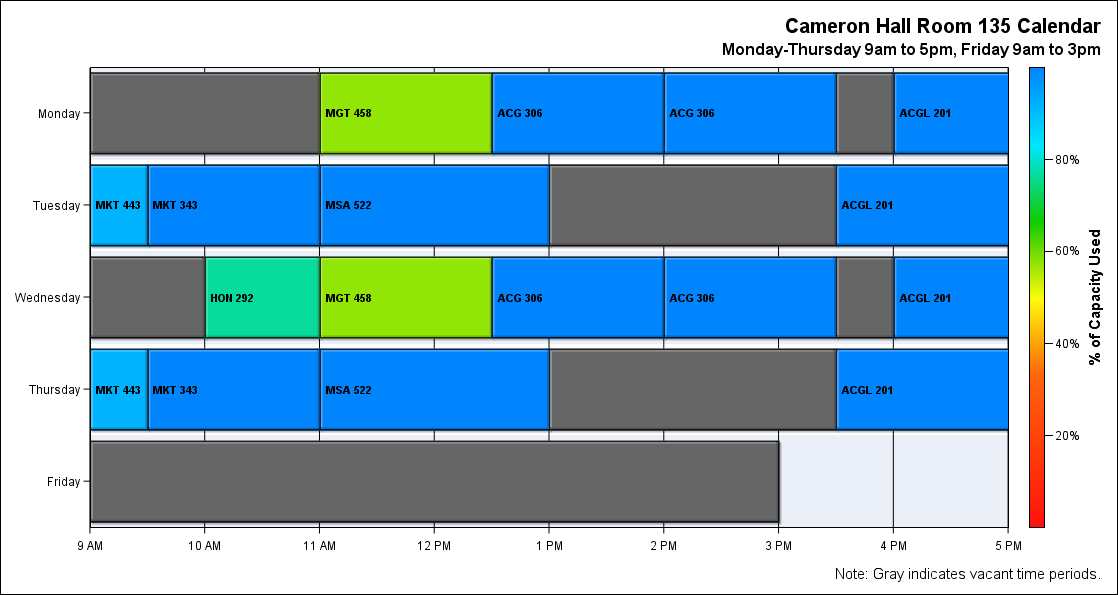 Cameron Hall Room 135 Calendar
Monday-Thursday 9am to 5pm, Friday 9am to 3pm
Monday
MGT 458
ACG 306
ACG 306
ACGL 201
80%
Tuesday
MKT 443
MKT 343
MSA 522
ACGL 201
60%
Wednesday
HON 292
MGT 458
ACG 306
ACG 306
ACGL 201
% of Capacity Used
40%
Thursday
MKT 443
MKT 343
MSA 522
ACGL 201
20%
Friday
9 AM
10 AM
11 AM
12 PM
1 PM
2 PM
3 PM
4 PM
5 PM
Note: Gray indicates vacant time periods.